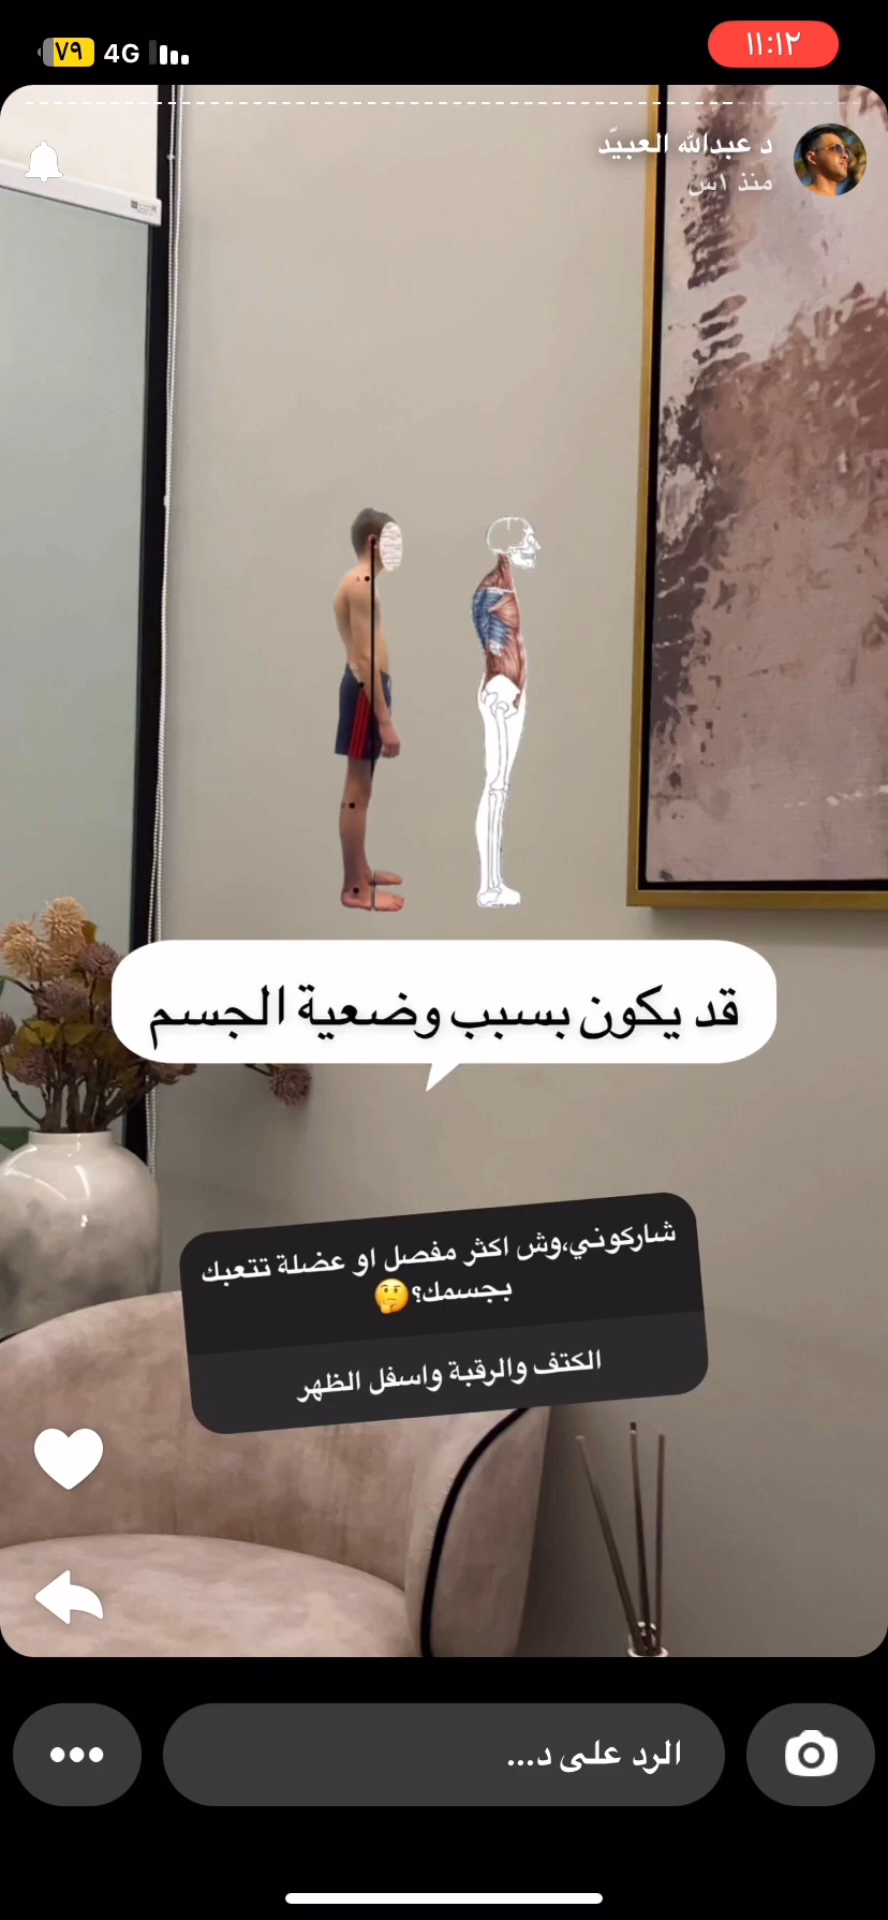 ١١:١٢
4G
٧٩
د عبدالله العبيّد
منذ ١س
قد يكون بسبب وضعية الجسم
شاركوني،وش اكثر مفصل او عضلة تتعبك
بجسمك؟🤔
الكتف والرقبة واسفل الظهر
الرد على د...